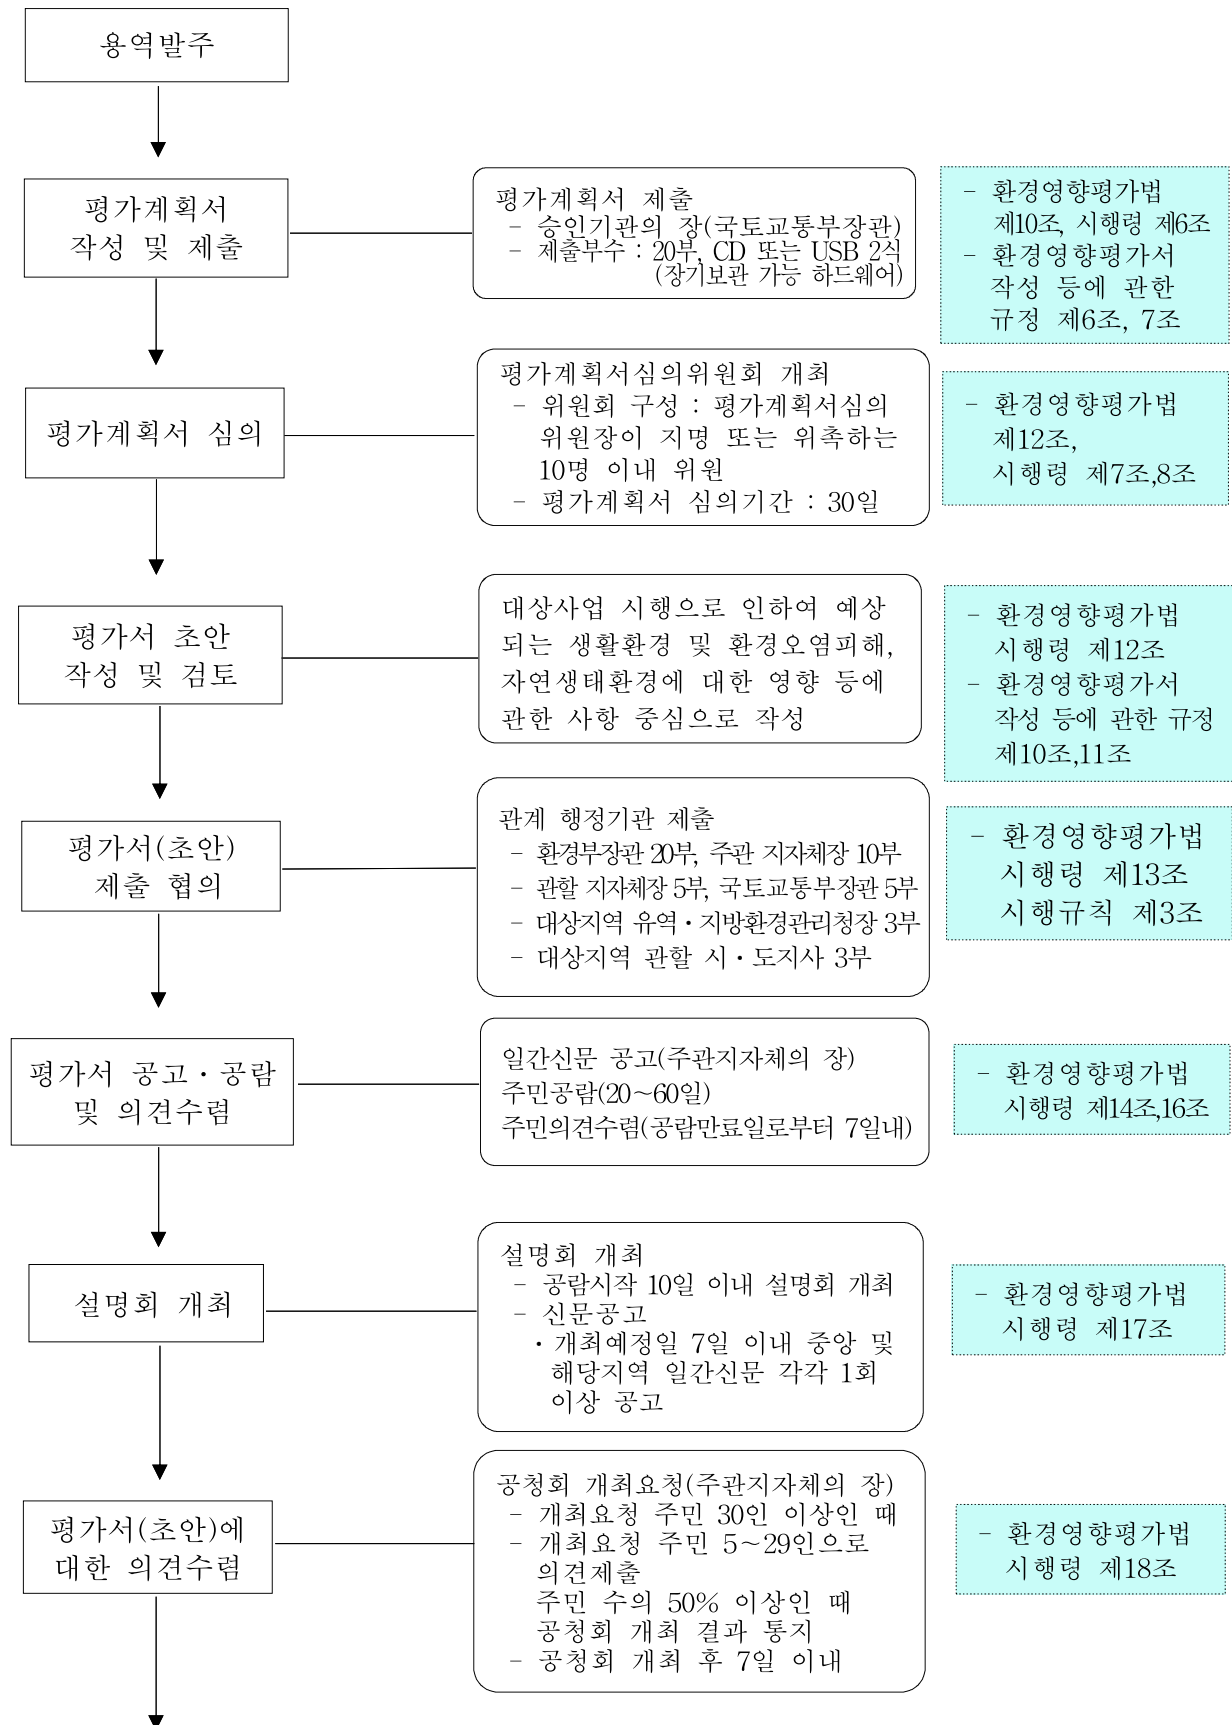 용역발주
평가계획서
작성 및 제출
평가계획서 제출
- 승인기관의 장(국토교통부장관)
- 제출부수 : 20부, CD 또는 USB 2식
(장기보관 가능 하드웨어)
- 환경영향평가법
제10조, 시행령 제6조
- 환경영향평가서
작성 등에 관한
규정 제6조, 7조
평가계획서 심의
평가계획서심의위원회 개최
- 위원회 구성 : 평가계획서심의
위원장이 지명 또는 위촉하는
10명 이내 위원
- 평가계획서 심의기간 : 30일
- 환경영향평가법
제12조,
시행령 제7조,8조
평가서 초안
작성 및 검토
대상사업 시행으로 인하여 예상
되는 생활환경 및 환경오염피해,
자연생태환경에 대한 영향 등에
관한 사항 중심으로 작성
- 환경영향평가법
시행령 제12조
- 환경영향평가서
작성 등에 관한 규정
제10조,11조
평가서(초안)
제출 협의
관계 행정기관 제출
- 환경부장관 20부, 주관 지자체장 10부
- 관할 지자체장 5부, 국토교통부장관 5부
- 대상지역 유역・지방환경관리청장 3부
- 대상지역 관할 시・도지사 3부
- 환경영향평가법
시행령 제13조
시행규칙 제3조
평가서 공고・공람
및 의견수렴
일간신문 공고(주관지자체의 장)
주민공람(20~60일)
주민의견수렴(공람만료일로부터 7일내)
- 환경영향평가법
시행령 제14조,16조
설명회 개최
설명회 개최
- 공람시작 10일 이내 설명회 개최
- 신문공고
・개최예정일 7일 이내 중앙 및
해당지역 일간신문 각각 1회
이상 공고
- 환경영향평가법
시행령 제17조
평가서(초안)에
대한 의견수렴
공청회 개최요청(주관지자체의 장)
- 개최요청 주민 30인 이상인 때
- 개최요청 주민 5~29인으로
의견제출
주민 수의 50% 이상인 때
공청회 개최 결과 통지
- 공청회 개최 후 7일 이내
- 환경영향평가법
시행령 제18조